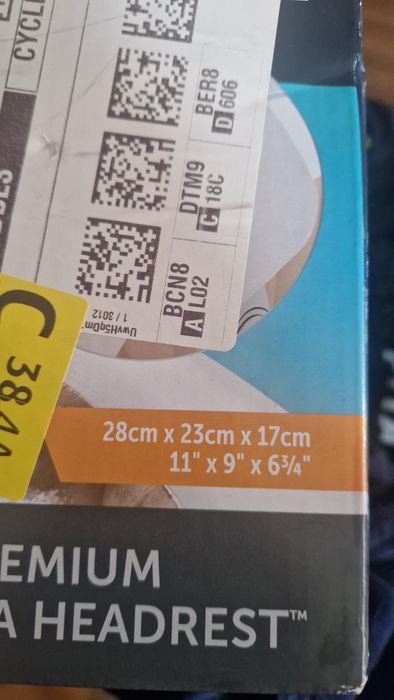 CYCL
BER8
D 606
DTM9
C 18C
BCN8
A L02
UwvH5qDm
1 / 3012
C
384
28cm x 23cm x 17cm
11" x 9" x 6¾"
EMIUM
A HEADREST™